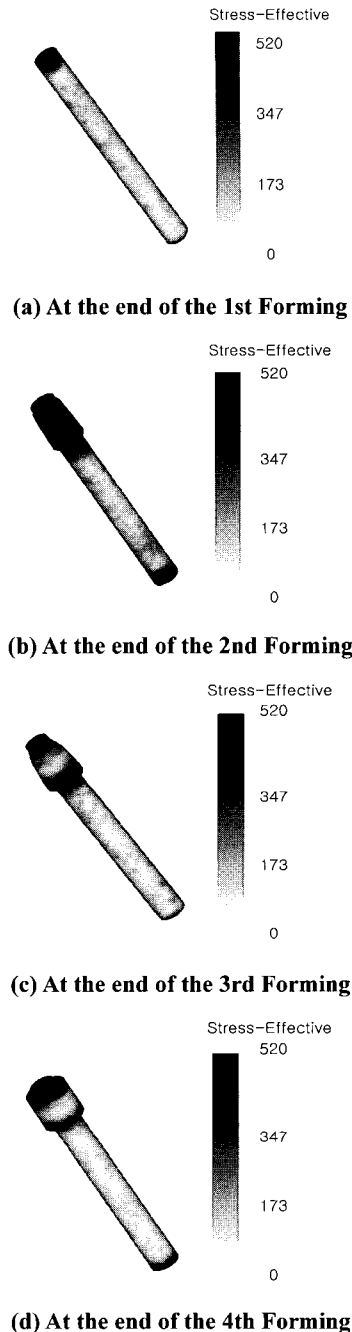 Stress-Effective
520
347
173
0
(a) At the end of the 1st Forming
Stress-Effective
520
347
173
0
(b) At the end of the 2nd Forming
Stress-Effective
520
347
173
0
(c) At the end of the 3rd Forming
Stress-Effective
520
347
173
0
(d) At the end of the 4th Forming